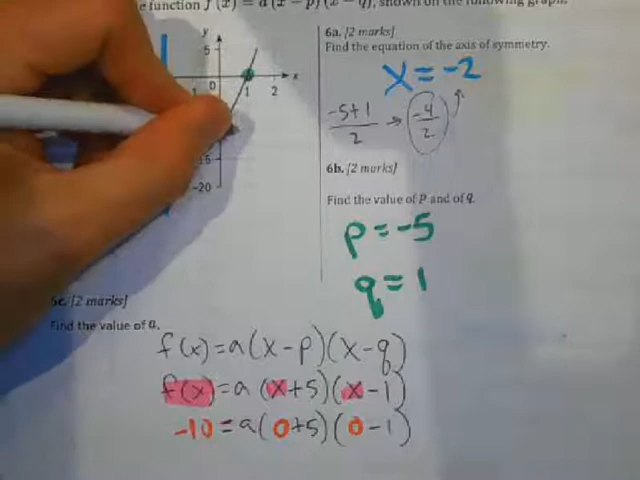 e function f(x) = a(x − p)(x − q), shown on the following graph.
y
5
x
0
1
2
-20
6a. [2 marks]
Find the equation of the axis of symmetry.
x = -2
-5+1/2 → -4/2
6b. [2 marks]
Find the value of p and of q.
p = -5
q = 1
[2 marks]
Find the value of a.
f(x) = a(x-p)(x-q)
f(x) = a(x+5)(x-1)
-10 = a(0+5)(0-1)